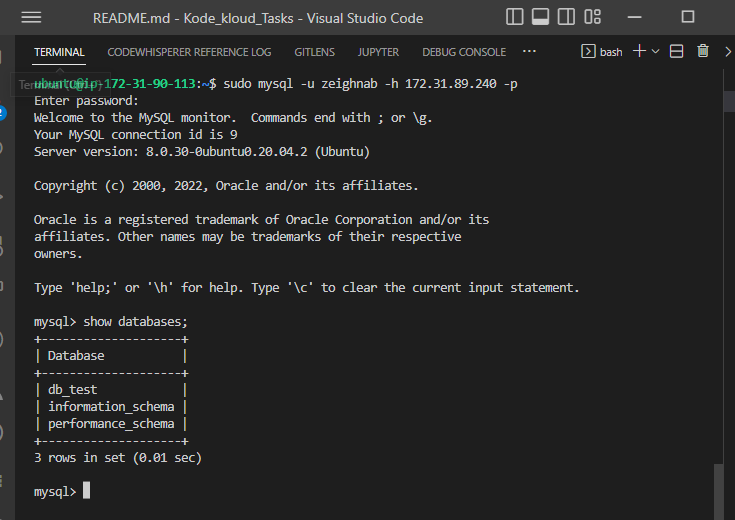 README.md - Kode_kloud_Tasks - Visual Studio Code
TERMINAL CODEWHISPERER REFERENCE LOG GITLENS JUPYTER DEBUG CONSOLE ··· bash
ubuntu@ip-172-31-90-113:~$ sudo mysql -u zeighnab -h 172.31.89.240 -p
Enter password:
Welcome to the MySQL monitor.  Commands end with ; or \g.
Your MySQL connection id is 9
Server version: 8.0.30-0ubuntu0.20.04.2 (Ubuntu)
Copyright (c) 2000, 2022, Oracle and/or its affiliates.
Oracle is a registered trademark of Oracle Corporation and/or its
affiliates. Other names may be trademarks of their respective
owners.
Type 'help;' or '\h' for help. Type '\c' to clear the current input statement.
mysql> show databases;
+--------------------+
| Database           |
+--------------------+
| db_test            |
| information_schema |
| performance_schema |
+--------------------+
3 rows in set (0.01 sec)
mysql>